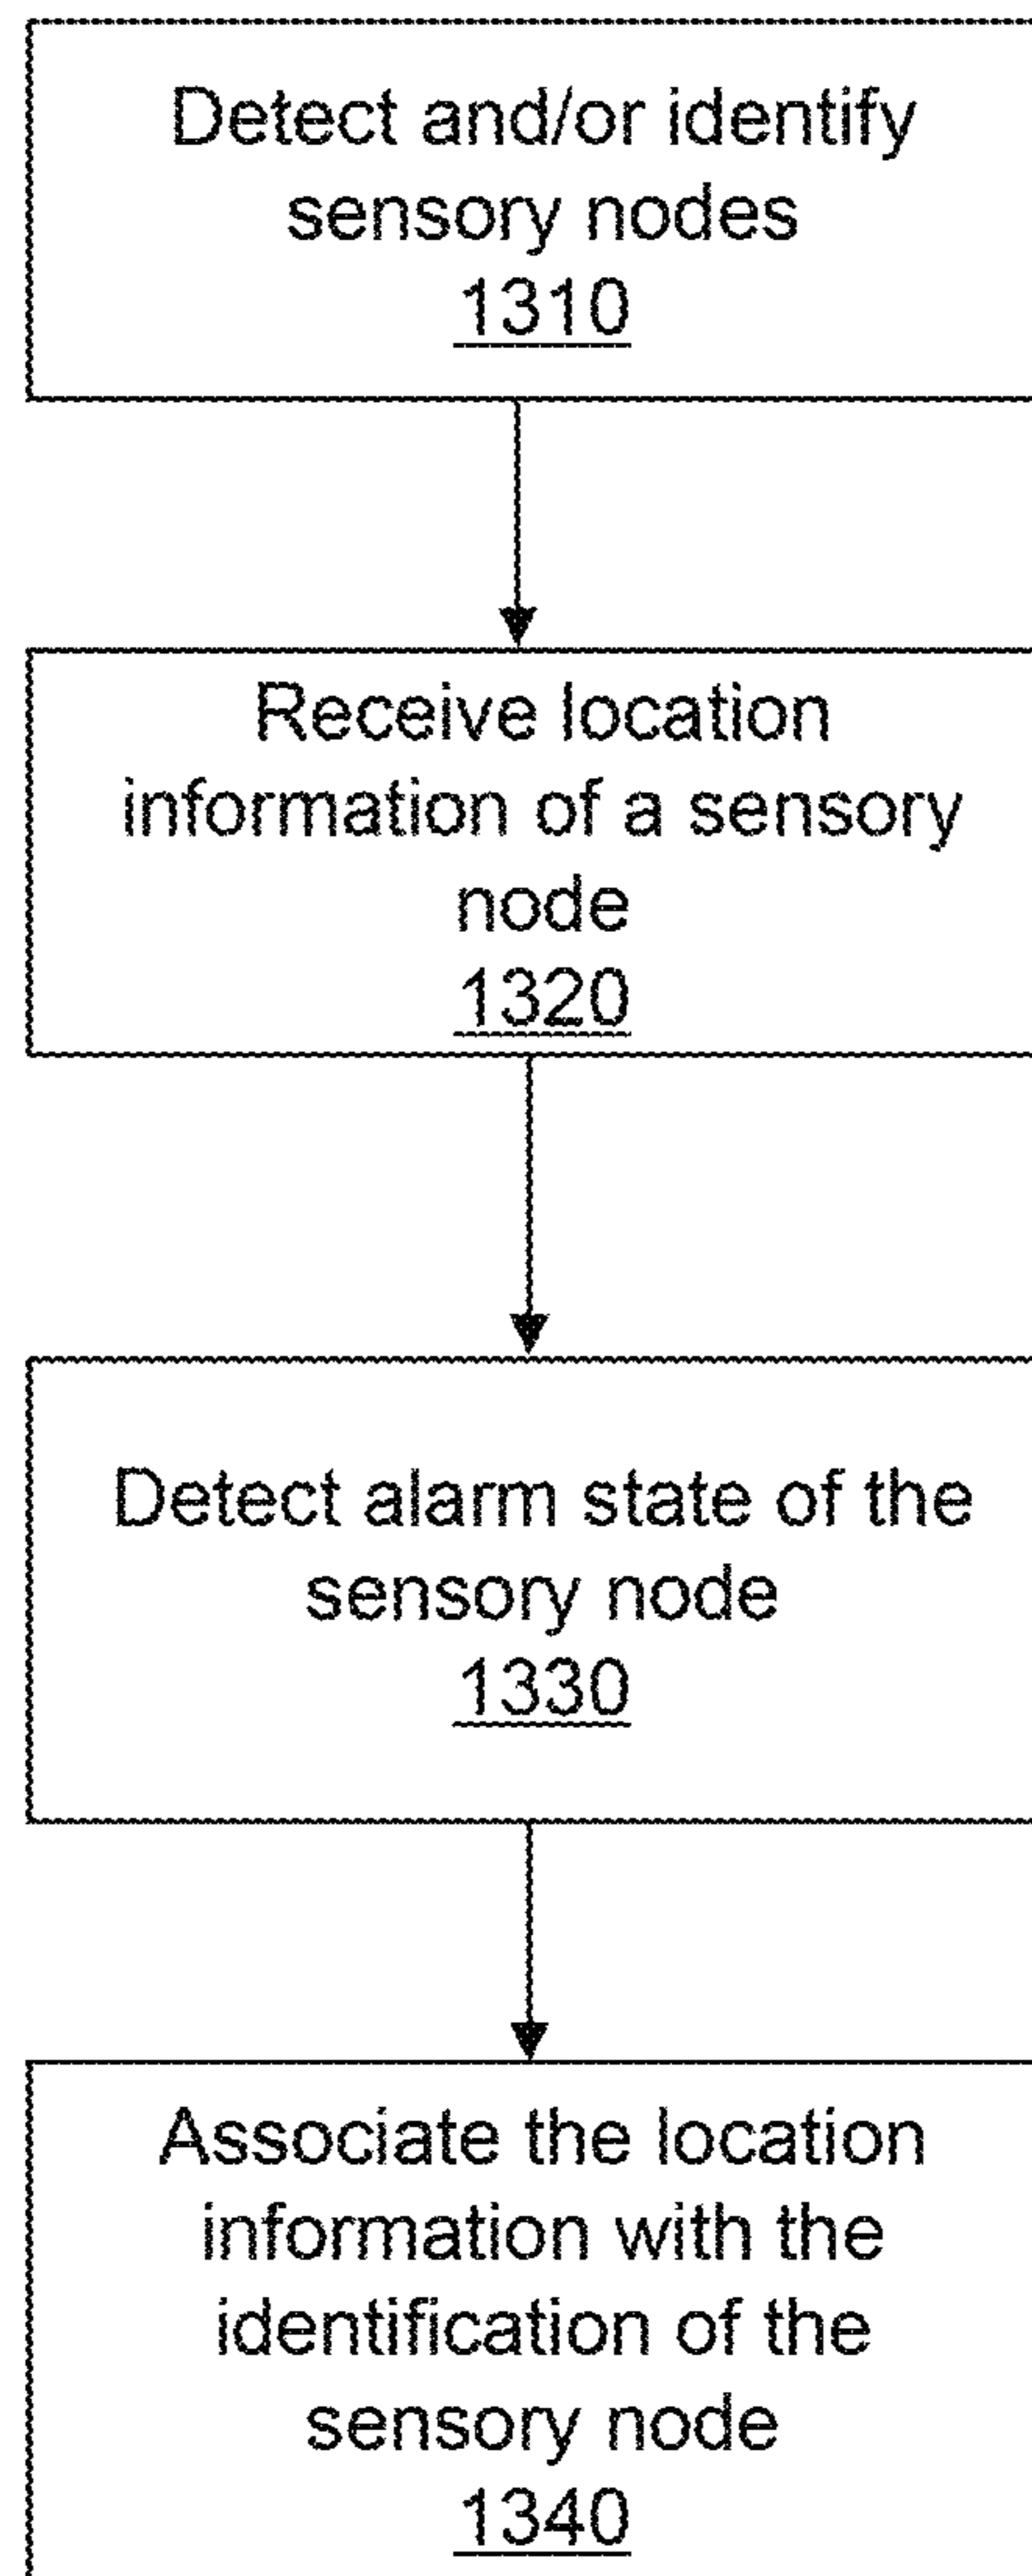 Detect and/or identify
sensory nodes
1310
Receive location
information of a sensory
node
1320
Detect alarm state of the
sensory node
1330
Associate the location
information with the
identification of the
sensory node
1340